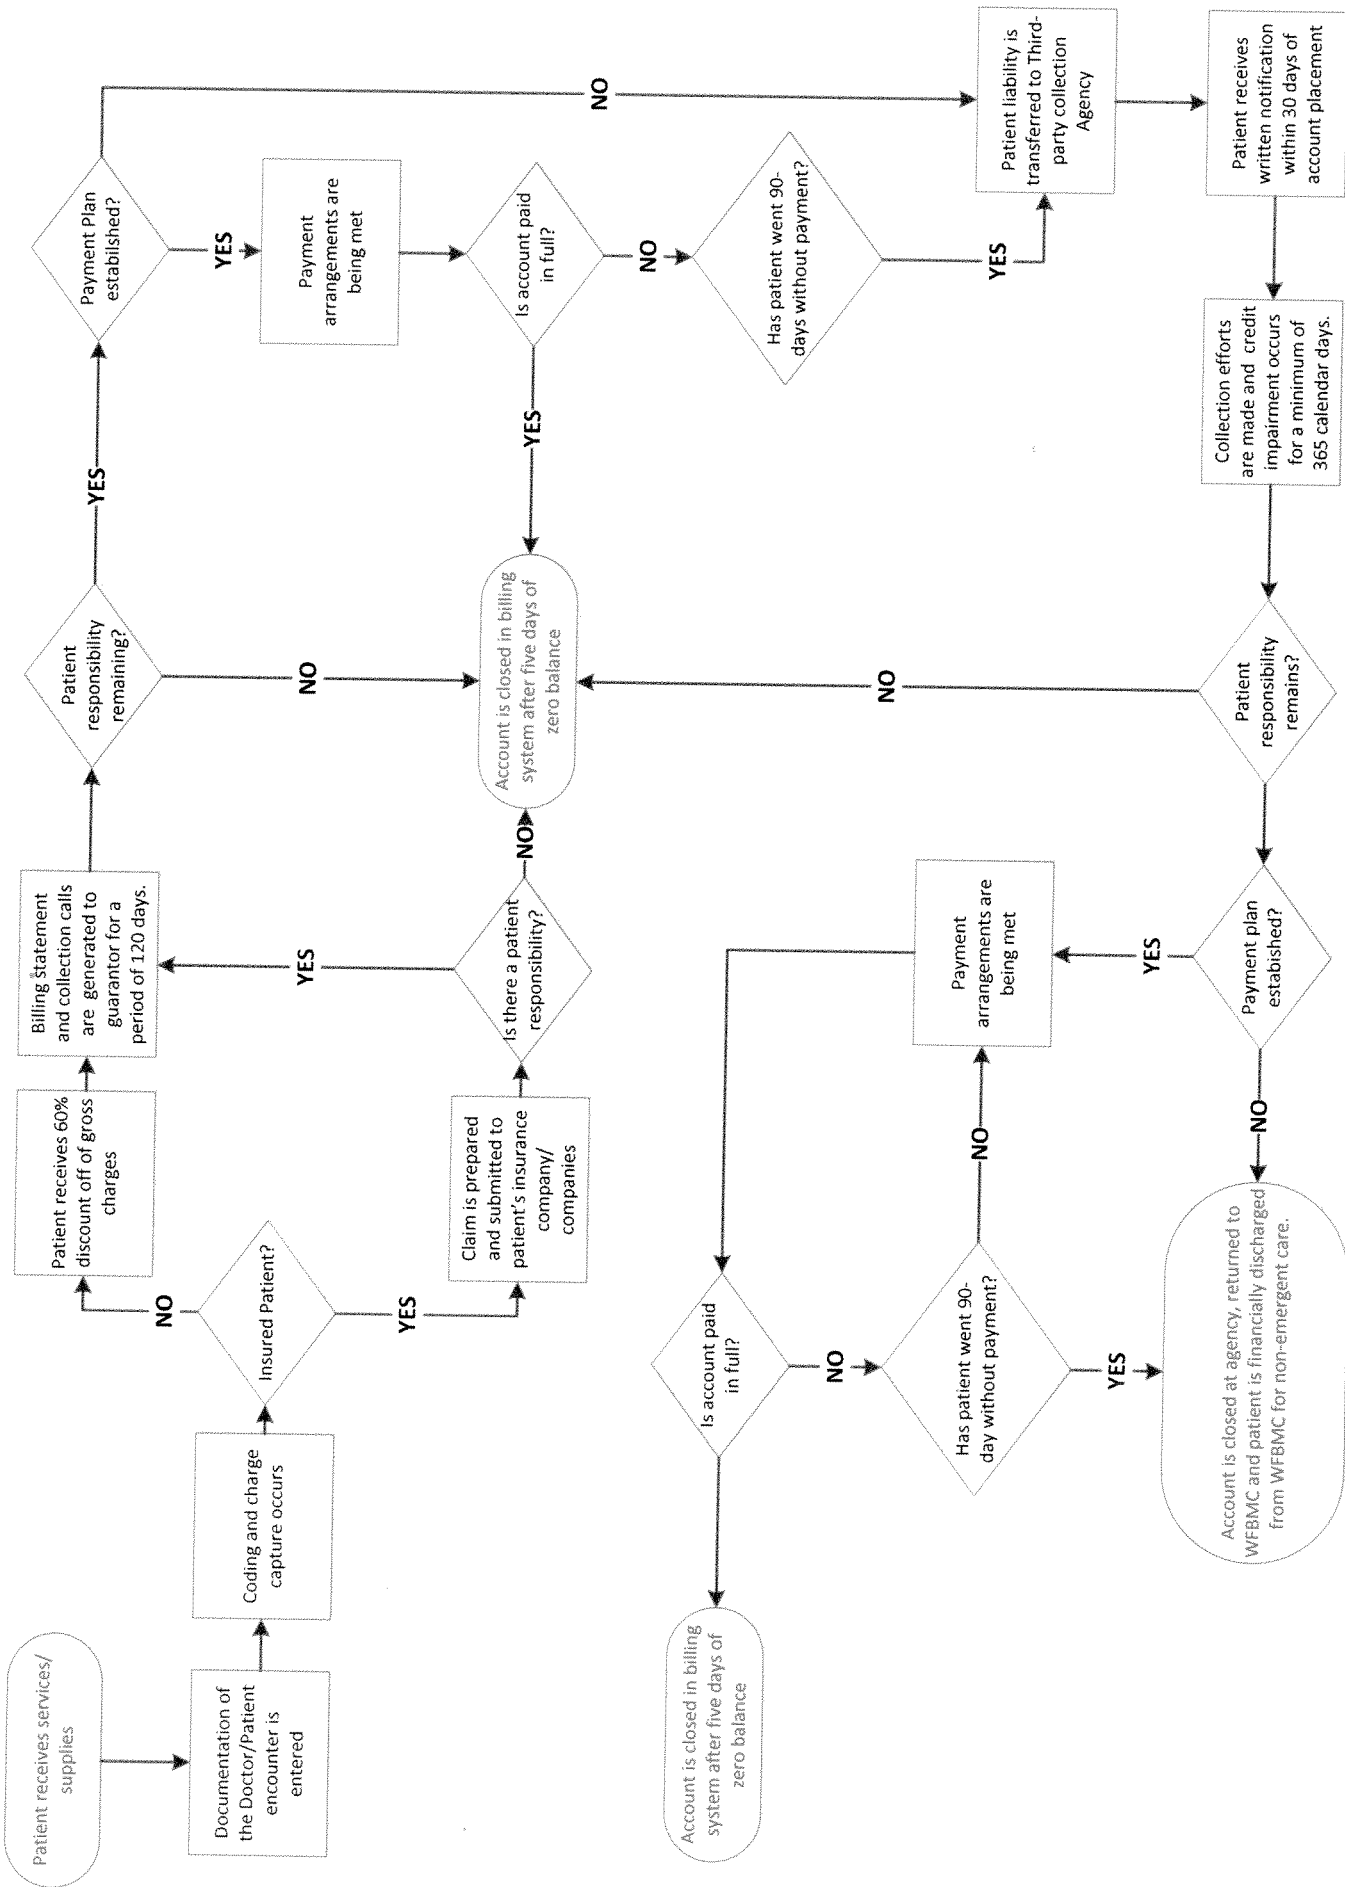 Patient receives services/
supplies
Documentation of
the Doctor/Patient
encounter is
entered
Coding and charge
capture occurs
Insured Patient?
NO
YES
Patient receives 60%
discount off of gross
charges
Claim is prepared
and submitted to
patient's insurance
company/
companies
Billing Statement
and collection calls
are generated to
guarantor for a
period of 120 days.
Is there a patient
responsibility?
YES
NO
Patient
responsibility
remaining?
YES
NO
Account is closed in billing
system after five days of
zero balance
Payment Plan
established?
YES
NO
Payment
arrangements are
being met
Is account paid
in full?
YES
NO
Has patient went 90-
days without payment?
YES
Patient liability is
transferred to Third-
party collection
Agency
Patient receives
written notification
within 30 days of
account placement
Collection efforts
are made and credit
impairment occurs
for a minimum of
365 calendar days.
Patient
responsibility
remains?
NO
Payment plan
estabished?
YES
NO
Payment
arrangements are
being met
Is account paid
in full?
NO
Has patient went 90-
day without payment?
NO
YES
Account is closed in billing
system after five days of
zero balance
Account is closed at agency, returned to
WFBMC and patient is financially discharged
from WFBMC for non-emergent care.